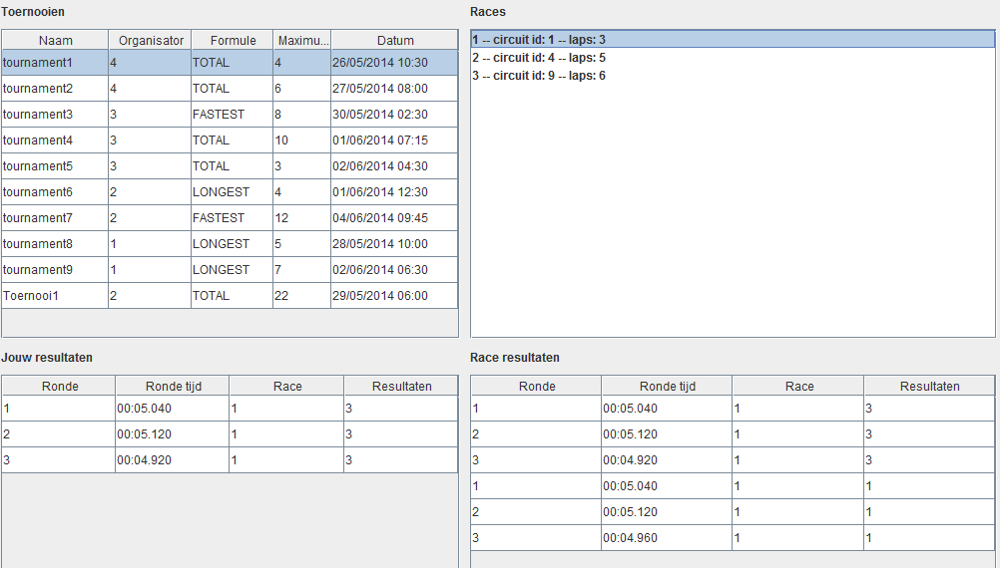 Toernooien
Naam Organisator Formule Maximu... Datum
tournament1 4 TOTAL 4 26/05/2014 10:30
tournament2 4 TOTAL 6 27/05/2014 08:00
tournament3 3 FASTEST 8 30/05/2014 02:30
tournament4 3 TOTAL 10 01/06/2014 07:15
tournament5 3 TOTAL 3 02/06/2014 04:30
tournament6 2 LONGEST 4 01/06/2014 12:30
tournament7 2 FASTEST 12 04/06/2014 09:45
tournament8 1 LONGEST 5 28/05/2014 10:00
tournament9 1 LONGEST 7 02/06/2014 06:30
Toernooi1 2 TOTAL 22 29/05/2014 06:00
Races
1 -- circuit id: 1 -- laps: 3
2 -- circuit id: 4 -- laps: 5
3 -- circuit id: 9 -- laps: 6
Jouw resultaten
Ronde Ronde tijd Race Resultaten
1 00:05.040 1 3
2 00:05.120 1 3
3 00:04.920 1 3
Race resultaten
Ronde Ronde tijd Race Resultaten
1 00:05.040 1 3
2 00:05.120 1 3
3 00:04.920 1 3
1 00:05.040 1 1
2 00:05.120 1 1
3 00:04.960 1 1